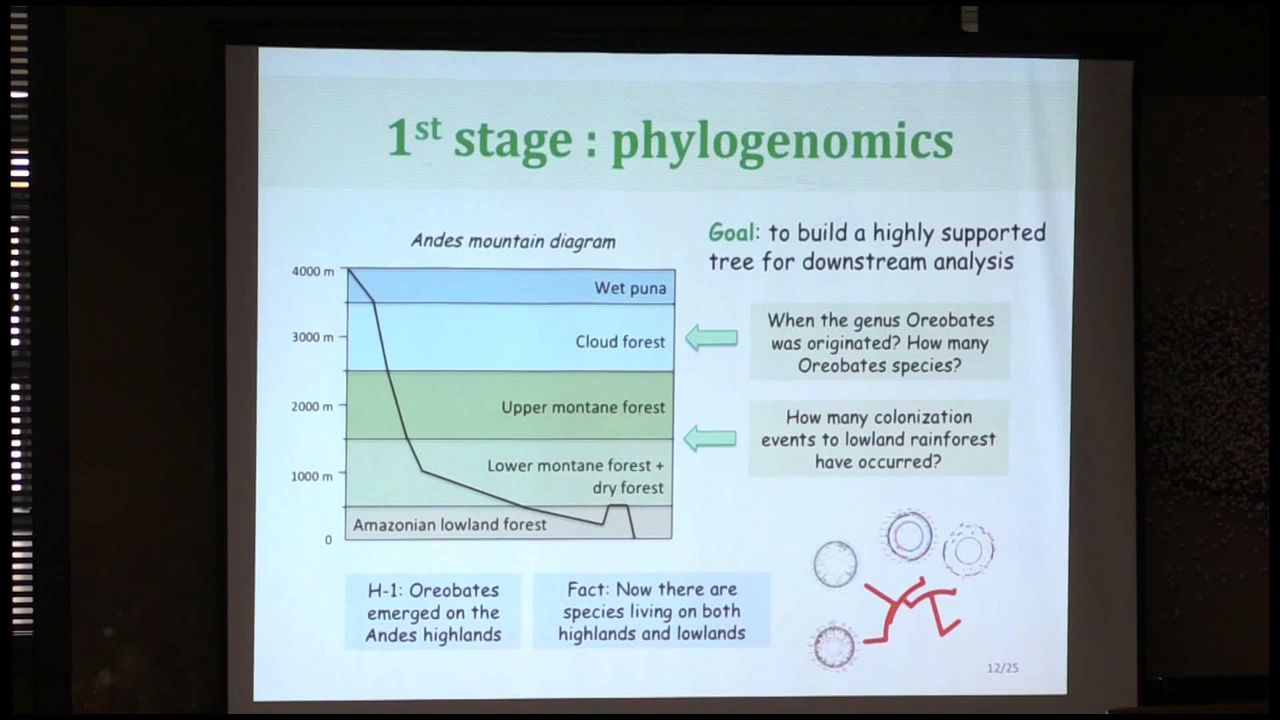 1st stage : phylogenomics
Andes mountain diagram
4000 m
3000 m
2000 m
1000 m
0
Wet puna
Cloud forest
Upper montane forest
Lower montane forest +
dry forest
Amazonian lowland forest
Goal: to build a highly supported
tree for downstream analysis
When the genus Oreobates
was originated? How many
Oreobates species?
How many colonization
events to lowland rainforest
have occurred?
H-1: Oreobates
emerged on the
Andes highlands
Fact: Now there are
species living on both
highlands and lowlands
12/25